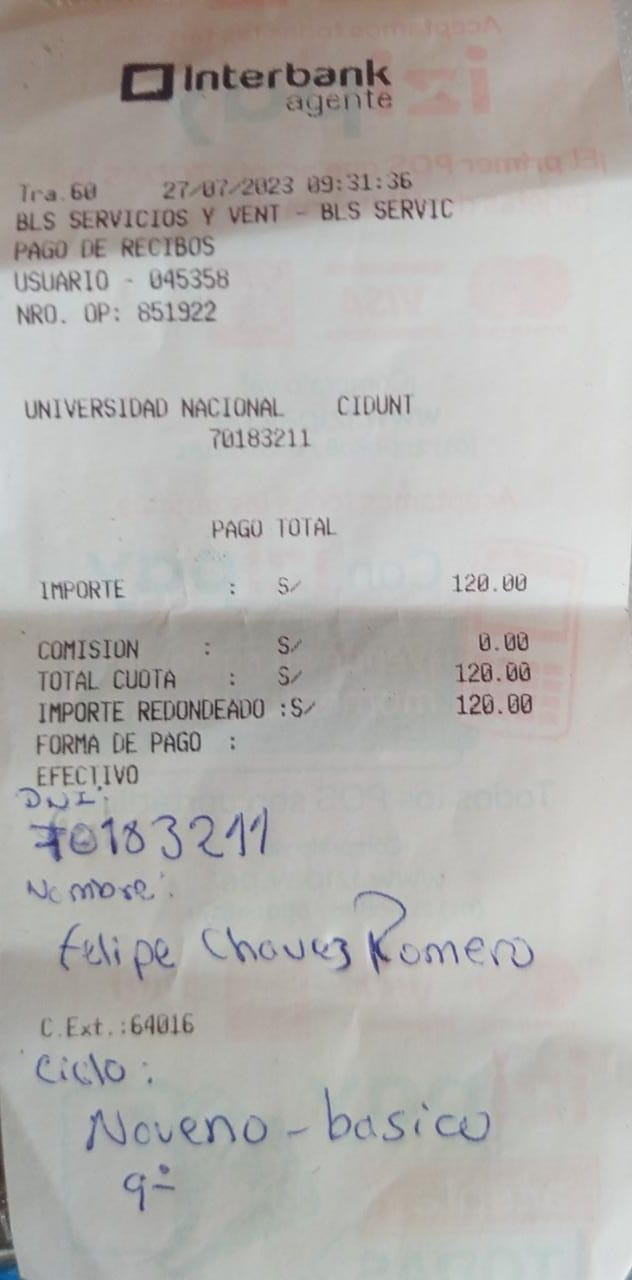 Interbank
agente
Tra.60 27/07/2023 09:31:36
BLS SERVICIOS Y VENT - BLS SERVIC
PAGO DE RECIBOS
USUARIO - 045358
NRO. OP: 851922
UNIVERSIDAD NACIONAL CIDUNT
70183211
PAGO TOTAL
IMPORTE : S/ 120.00
COMISION : S/ 0.00
TOTAL CUOTA : S/ 120.00
IMPORTE REDONDEADO :S/ 120.00
FORMA DE PAGO :
EFECTIVO
DNI:
70183211
Nombre:
Felipe Chavez Romero
C.Ext.:64016
Ciclo:
Noveno - basico
9°